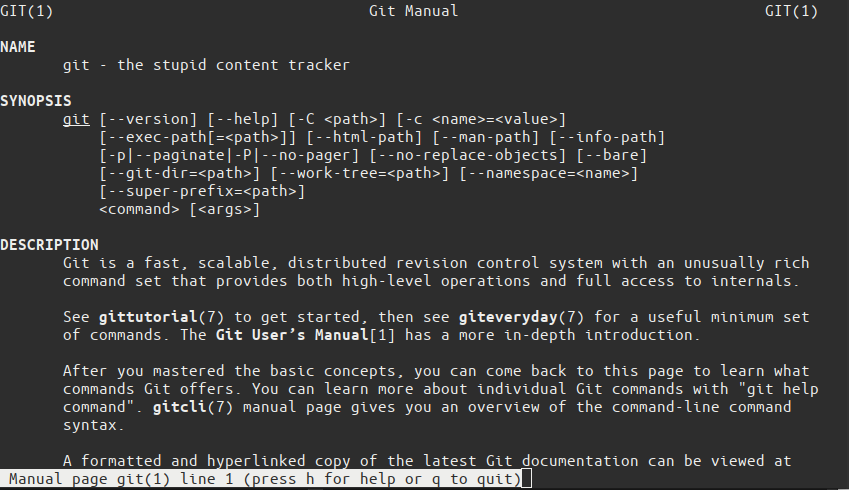 GIT(1) Git Manual GIT(1)
NAME
git - the stupid content tracker
SYNOPSIS
git [--version] [--help] [-C <path>] [-c <name>=<value>]
[--exec-path[=<path>]] [--html-path] [--man-path] [--info-path]
[-p|--paginate|-P|--no-pager] [--no-replace-objects] [--bare]
[--git-dir=<path>] [--work-tree=<path>] [--namespace=<name>]
[--super-prefix=<path>]
<command> [<args>]
DESCRIPTION
Git is a fast, scalable, distributed revision control system with an unusually rich
command set that provides both high-level operations and full access to internals.
See gittutorial(7) to get started, then see giteveryday(7) for a useful minimum set
of commands. The Git User’s Manual[1] has a more in-depth introduction.
After you mastered the basic concepts, you can come back to this page to learn what
commands Git offers. You can learn more about individual Git commands with "git help
command". gitcli(7) manual page gives you an overview of the command-line command
syntax.
A formatted and hyperlinked copy of the latest Git documentation can be viewed at
Manual page git(1) line 1 (press h for help or q to quit)